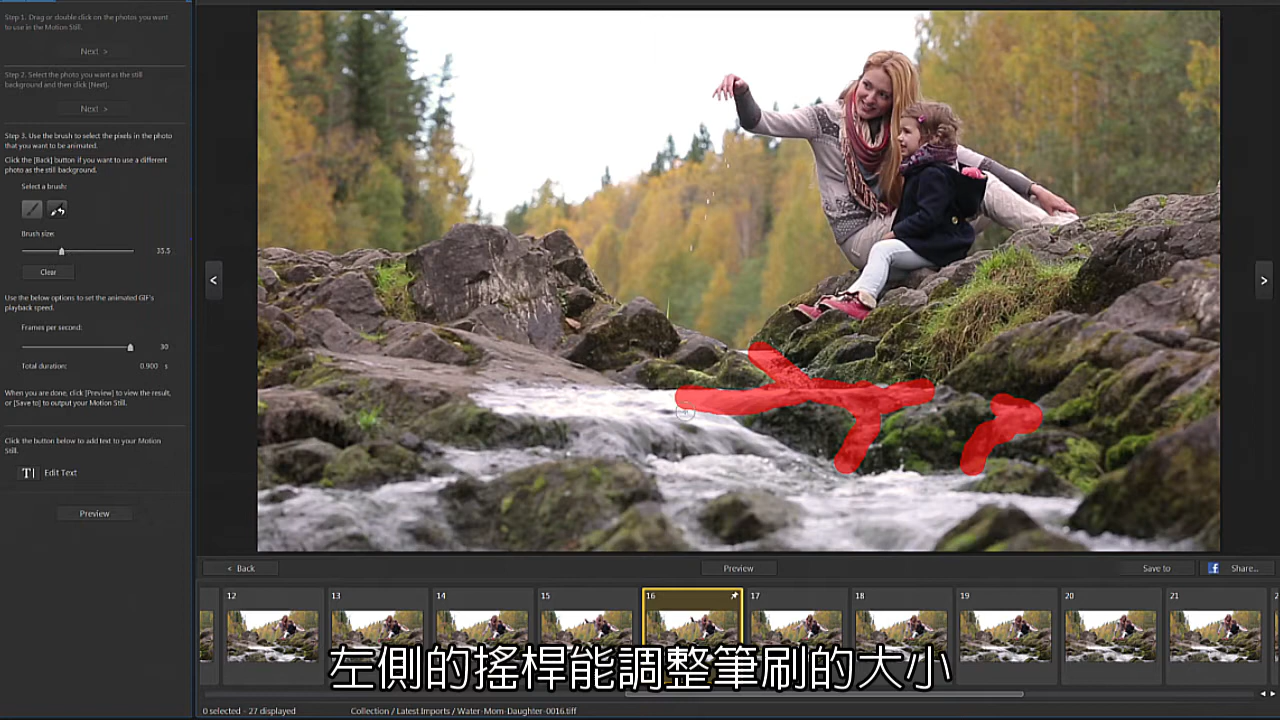 Step 1. Drag or double click on the photos you want
to use in the Motion Still.
Next >
Step 2. Select the photo you want as the still
background and then click [Next].
Next >
Step 3. Use the brush to select the pixels in the photo
that you want to be animated.
Click the [Back] button if you want to use a different
photo as the still background.
Select a brush:
Brush size:
35.5
Clear
Use the below options to set the animated GIF's
playback speed.
Frames per second:
30
Total duration: 0.900 s
When you are done, click [Preview] to view the result,
or [Save to] to output your Motion Still.
Click the button below to add text to your Motion
Still.
T| Edit Text
Preview
<
>
< Back
Preview
Save to
f Share...
12
13
14
15
16
17
18
19
20
21
左側的搖桿能調整筆刷的大小
0 selected - 27 displayed
Collection / Latest Imports / Water-Mom-Daughter-0016.tiff